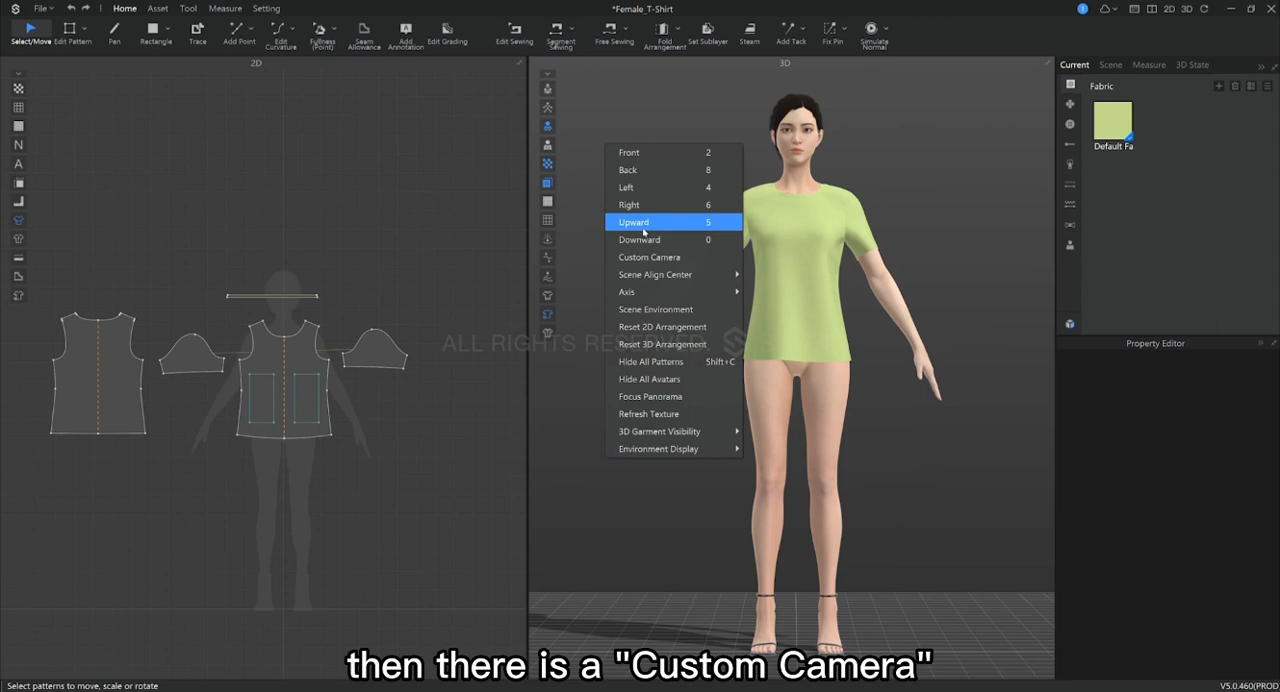 File
Home
Asset
Tool
Measure
Setting
*Female_T-Shirt
1
2D
3D
Select/Move
Edit Pattern
Pen
Rectangle
Trace
Add Point
Edit Curvature
Fullness (Point)
Seam Allowance
Add Annotation
Edit Grading
Edit Sewing
Segment Sewing
Free Sewing
Fold Arrangement
Set Sublayer
Steam
Add Tack
Fix Pin
Simulate Normal
2D
3D
Current
Scene
Measure
3D State
Fabric
Default Fa
Property Editor
N
A
Front 2
Back 8
Left 4
Right 6
Upward 5
Downward 0
Custom Camera
Scene Align Center
Axis
Scene Environment
Reset 2D Arrangement
Reset 3D Arrangement
Hide All Patterns Shift+C
Hide All Avatars
Focus Panorama
Refresh Texture
3D Garment Visibility
Environment Display
ALL RIGHTS RESERVED.
then there is a "Custom Camera"
Select patterns to move, scale or rotate
V5.0.460(PROD